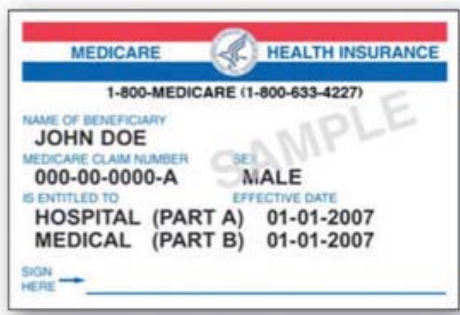 MEDICARE HEALTH INSURANCE
1-800-MEDICARE (1-800-633-4227)
NAME OF BENEFICIARY
JOHN DOE
MEDICARE CLAIM NUMBER SEX
000-00-0000-A MALE
IS ENTITLED TO EFFECTIVE DATE
HOSPITAL (PART A) 01-01-2007
MEDICAL (PART B) 01-01-2007
SIGN
HERE
SAMPLE